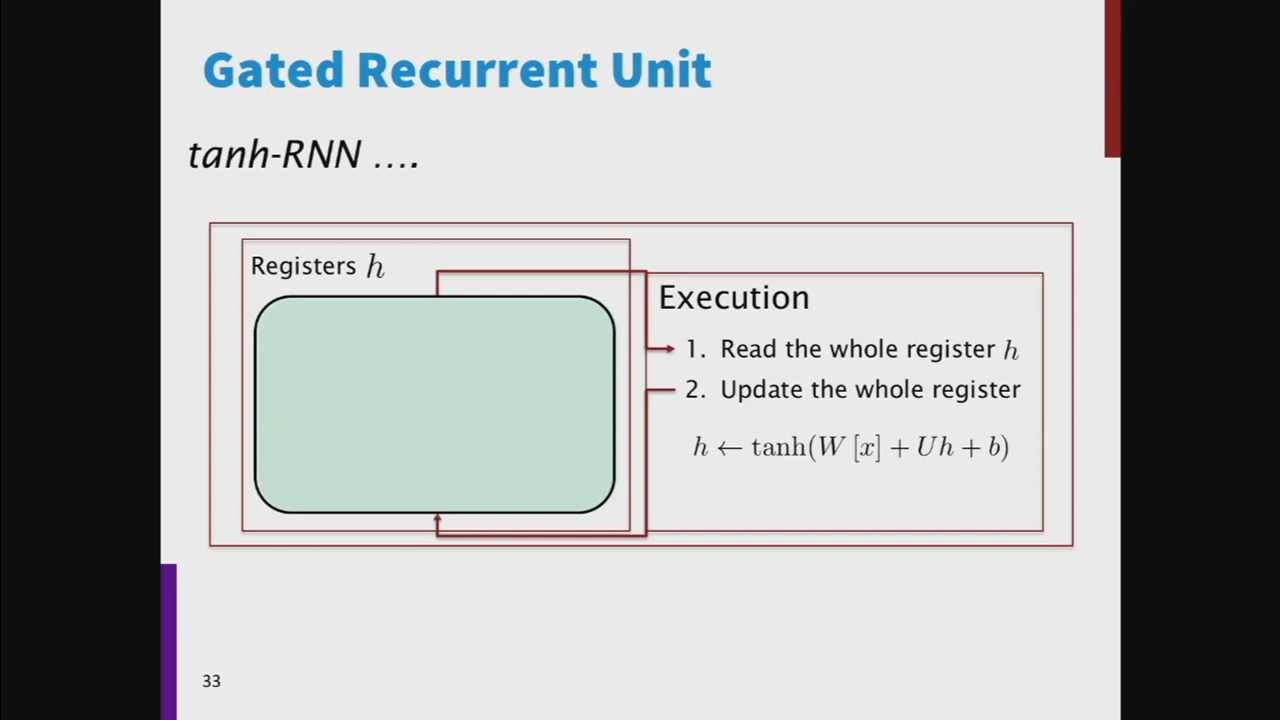 Gated Recurrent Unit
tanh-RNN ….
Registers h
Execution
1. Read the whole register h
2. Update the whole register
h ← tanh(W [x] + Uh + b)
33